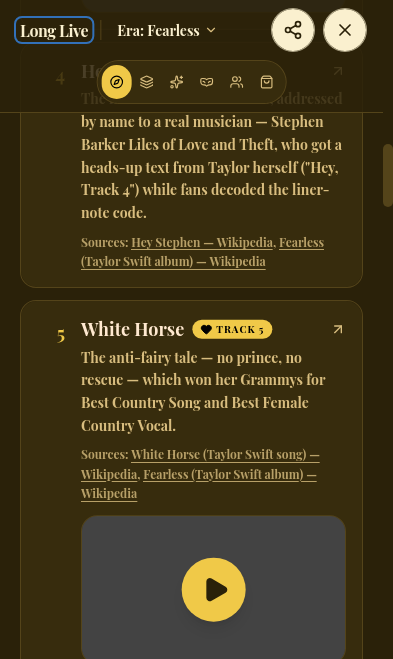 Long Live
Era: Fearless
4
The
addressed
by name to a real musician — Stephen
Barker Liles of Love and Theft, who got a
heads-up text from Taylor herself ("Hey,
Track 4") while fans decoded the liner-
note code.
Sources: Hey Stephen — Wikipedia, Fearless
(Taylor Swift album) — Wikipedia
5
White Horse
TRACK 5
The anti-fairy tale — no prince, no
rescue — which won her Grammys for
Best Country Song and Best Female
Country Vocal.
Sources: White Horse (Taylor Swift song) —
Wikipedia, Fearless (Taylor Swift album) —
Wikipedia